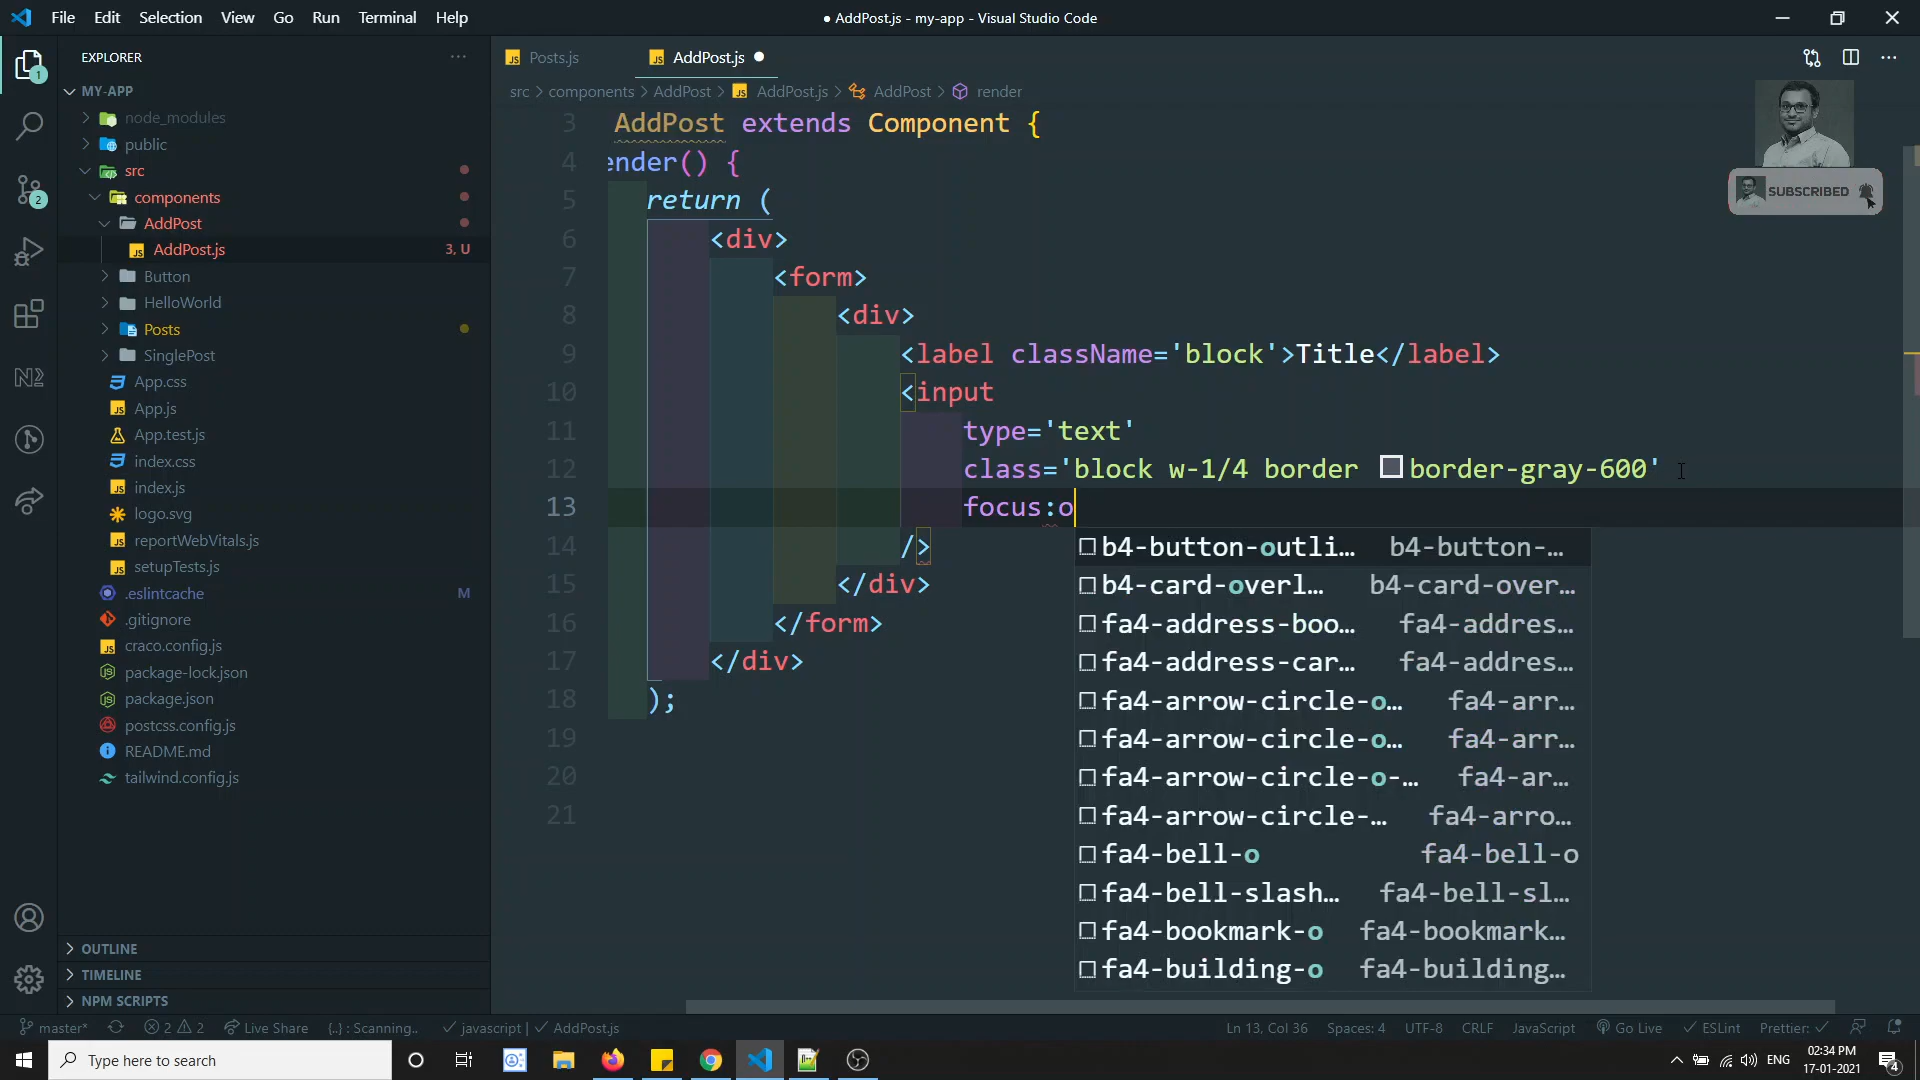 File Edit Selection View Go Run Terminal Help
● AddPost.js - my-app - Visual Studio Code
EXPLORER
Posts.js
AddPost.js
MY-APP
src > components > AddPost > AddPost.js > AddPost > render
node_modules
public
src
components
AddPost
AddPost.js 3, U
Button
HelloWorld
Posts
SinglePost
App.css
App.js
App.test.js
index.css
index.js
logo.svg
reportWebVitals.js
setupTests.js
.eslintcache M
.gitignore
craco.config.js
package-lock.json
package.json
postcss.config.js
README.md
tailwind.config.js
OUTLINE
TIMELINE
NPM SCRIPTS
1
2
3 AddPost extends Component {
4 ender() {
5 return (
6 <div>
7 <form>
8 <div>
9 <label className='block'>Title</label>
10 <input
11 type='text'
12 class='block w-1/4 border border-gray-600'
13 focus:o
14 />
15 </div>
16 </form>
17 </div>
18 );
19
20
21
b4-button-outli… b4-button-…
b4-card-overl… b4-card-over…
fa4-address-boo… fa4-addres…
fa4-address-car… fa4-addres…
fa4-arrow-circle-o… fa4-arr…
fa4-arrow-circle-o… fa4-arr…
fa4-arrow-circle-o-… fa4-ar…
fa4-arrow-circle-… fa4-arro…
fa4-bell-o fa4-bell-o
fa4-bell-slash… fa4-bell-sl…
fa4-bookmark-o fa4-bookmark…
fa4-building-o fa4-building…
SUBSCRIBED
master* 2 2 Live Share {..} : Scanning.. javascript | AddPost.js
Ln 13, Col 36 Spaces: 4 UTF-8 CRLF JavaScript Go Live ESLint Prettier:
Type here to search
ENG
02:34 PM
17-01-2021
4